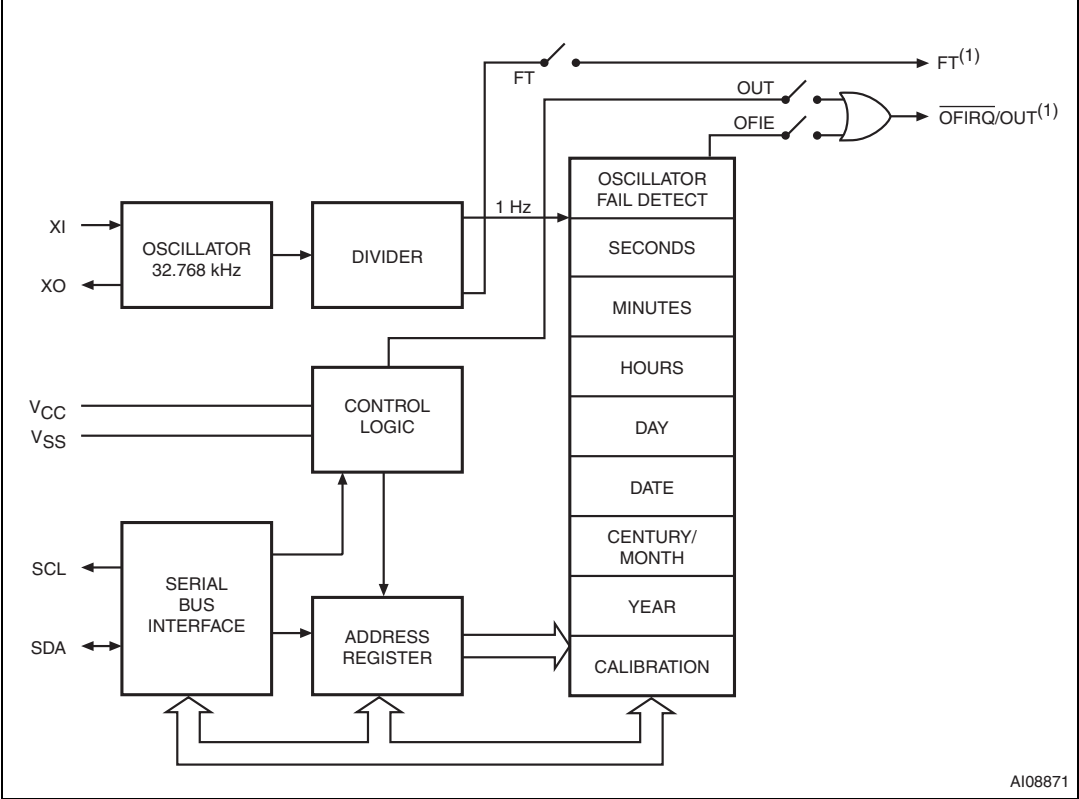 FT
FT(1)
OUT
OFIE
OFIRQ/OUT(1)
OSCILLATOR
FAIL DETECT
1 Hz
XI
XO
OSCILLATOR
32.768 kHz
DIVIDER
SECONDS
MINUTES
HOURS
DAY
DATE
CENTURY/
MONTH
YEAR
CALIBRATION
VCC
VSS
CONTROL
LOGIC
SCL
SDA
SERIAL
BUS
INTERFACE
ADDRESS
REGISTER
AI08871